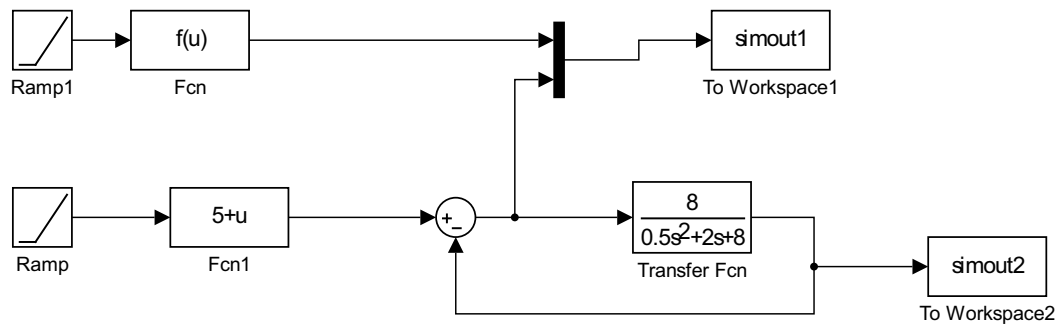 f(u)
simout1
Ramp1
Fcn
To Workspace1
5+u
+
−
8
0.5s²+2s+8
Ramp
Fcn1
Transfer Fcn
simout2
To Workspace2